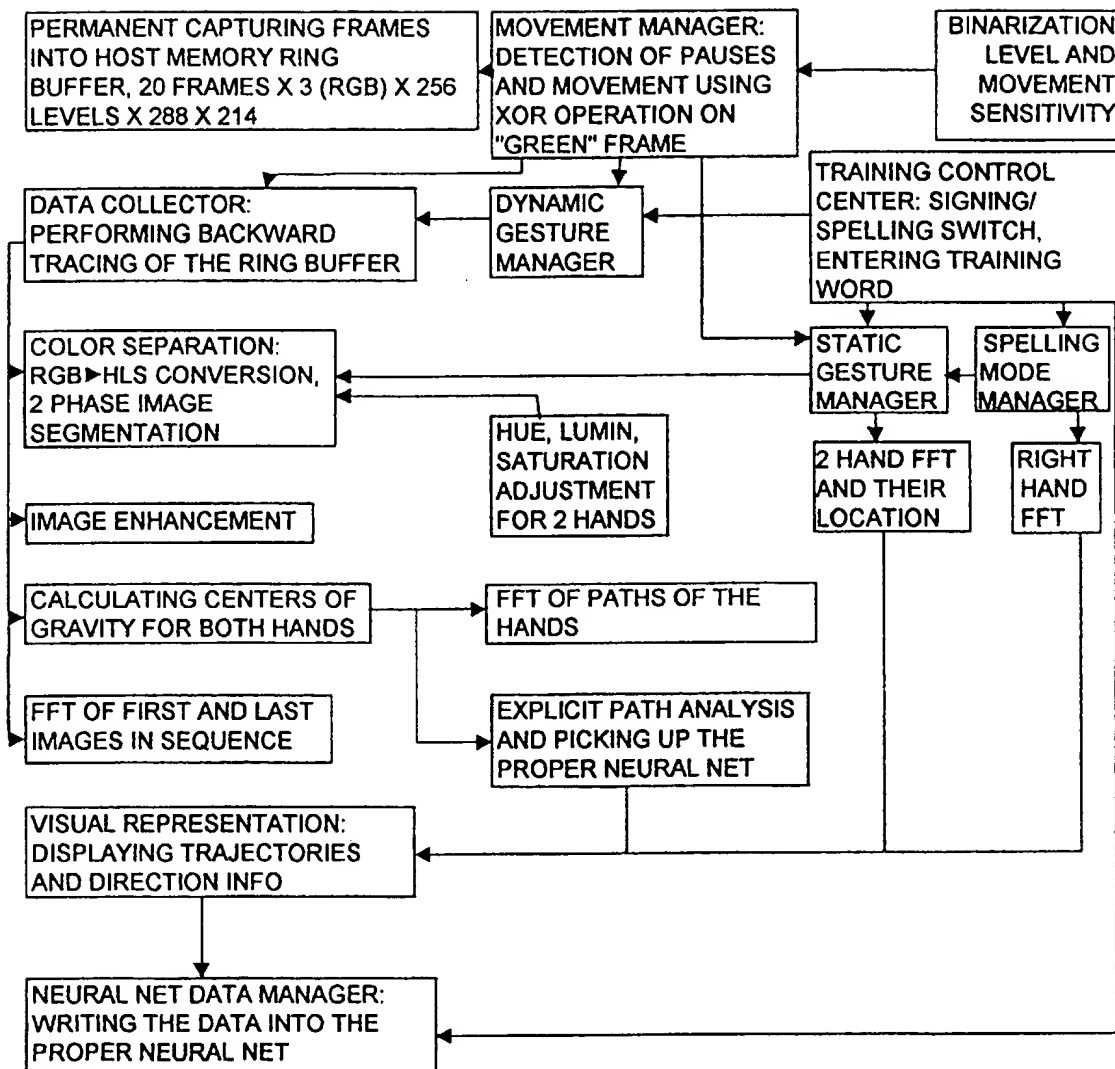 PERMANENT CAPTURING FRAMES
INTO HOST MEMORY RING
BUFFER, 20 FRAMES X 3 (RGB) X 256
LEVELS X 288 X 214
MOVEMENT MANAGER:
DETECTION OF PAUSES
AND MOVEMENT USING
XOR OPERATION ON
"GREEN" FRAME
BINARIZATION
LEVEL AND
MOVEMENT
SENSITIVITY
DATA COLLECTOR:
PERFORMING BACKWARD
TRACING OF THE RING BUFFER
DYNAMIC
GESTURE
MANAGER
TRAINING CONTROL
CENTER: SIGNING/
SPELLING SWITCH,
ENTERING TRAINING
WORD
COLOR SEPARATION:
RGB▶HLS CONVERSION,
2 PHASE IMAGE
SEGMENTATION
HUE, LUMIN,
SATURATION
ADJUSTMENT
FOR 2 HANDS
STATIC
GESTURE
MANAGER
SPELLING
MODE
MANAGER
2 HAND FFT
AND THEIR
LOCATION
RIGHT
HAND
FFT
IMAGE ENHANCEMENT
CALCULATING CENTERS OF
GRAVITY FOR BOTH HANDS
FFT OF PATHS OF THE
HANDS
FFT OF FIRST AND LAST
IMAGES IN SEQUENCE
EXPLICIT PATH ANALYSIS
AND PICKING UP THE
PROPER NEURAL NET
VISUAL REPRESENTATION:
DISPLAYING TRAJECTORIES
AND DIRECTION INFO
NEURAL NET DATA MANAGER:
WRITING THE DATA INTO THE
PROPER NEURAL NET